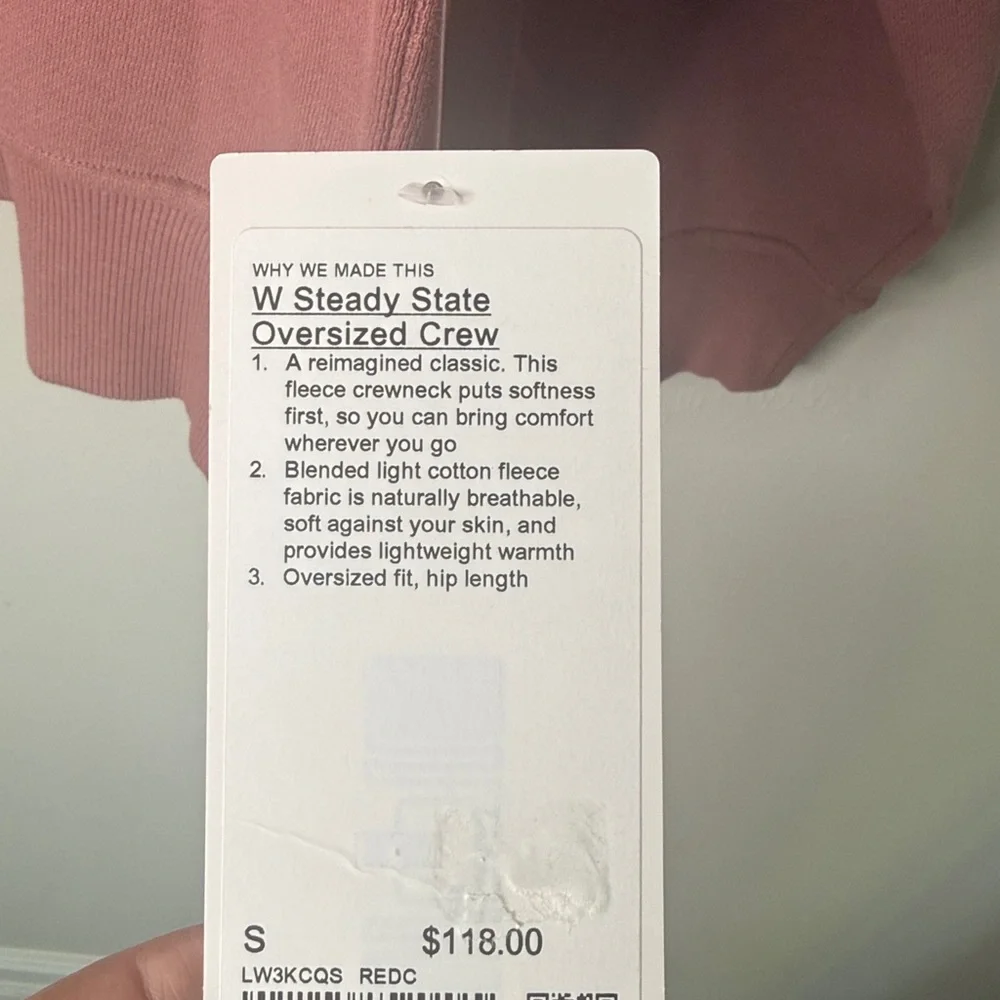 WHY WE MADE THIS
W Steady State
Oversized Crew
1. A reimagined classic. This
fleece crewneck puts softness
first, so you can bring comfort
wherever you go
2. Blended light cotton fleece
fabric is naturally breathable,
soft against your skin, and
provides lightweight warmth
3. Oversized fit, hip length
S $118.00
LW3KCQS REDC